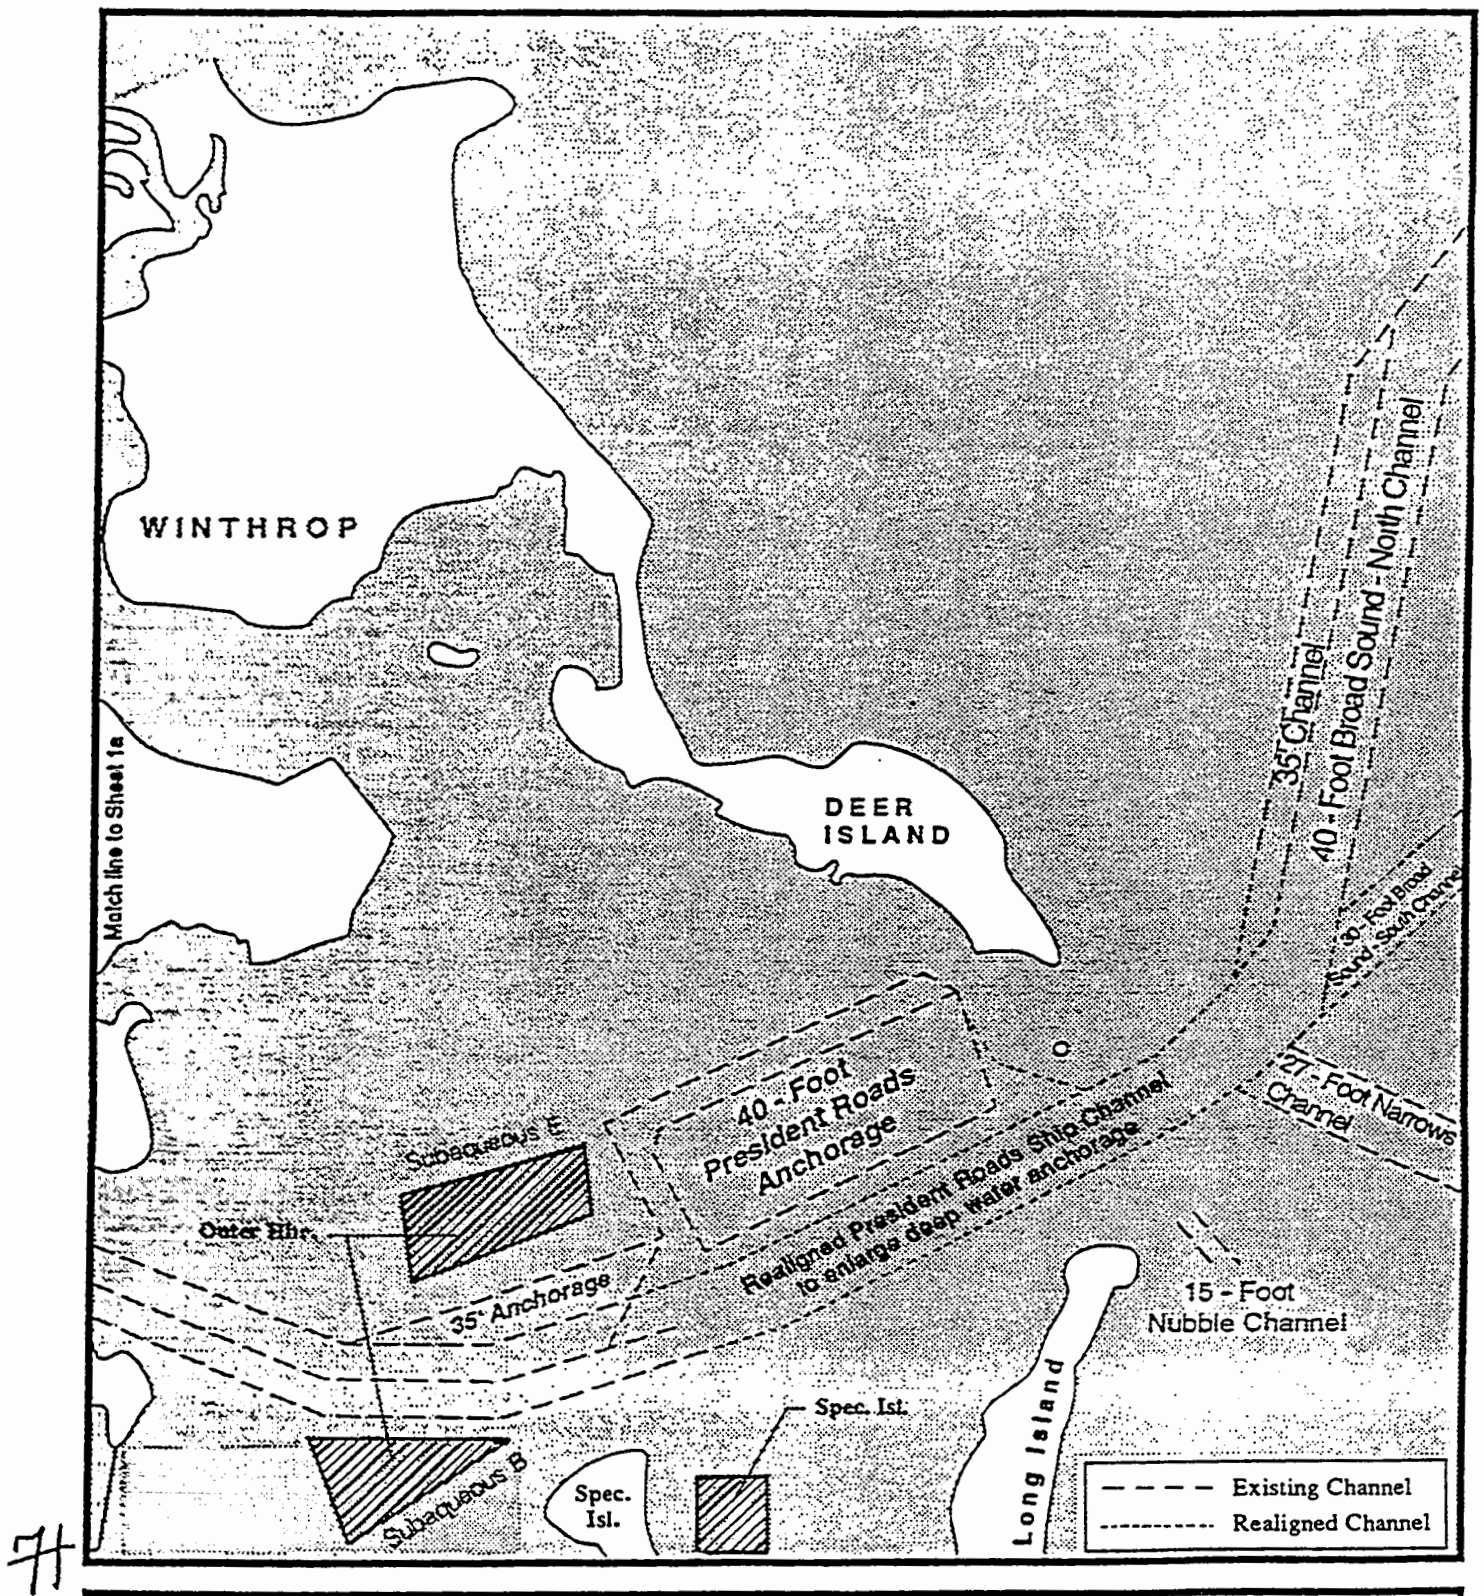 WINTHROP
Match line to Sheet 1a
DEER
ISLAND
35' Channel
40 - Foot Broad Sound - North Channel
30 - Foot Broad
Sound - South Channel
27 - Foot Narrows
Channel
40 - Foot
President Roads
Anchorage
Subaqueous E
Outer Hbr.
35' Anchorage
Realigned President Roads Ship Channel
to enlarge deep water anchorage
15 - Foot
Nubble Channel
Spec. Isl.
Long Island
Subaqueous B
Spec.
Isl.
Existing Channel
Realigned Channel